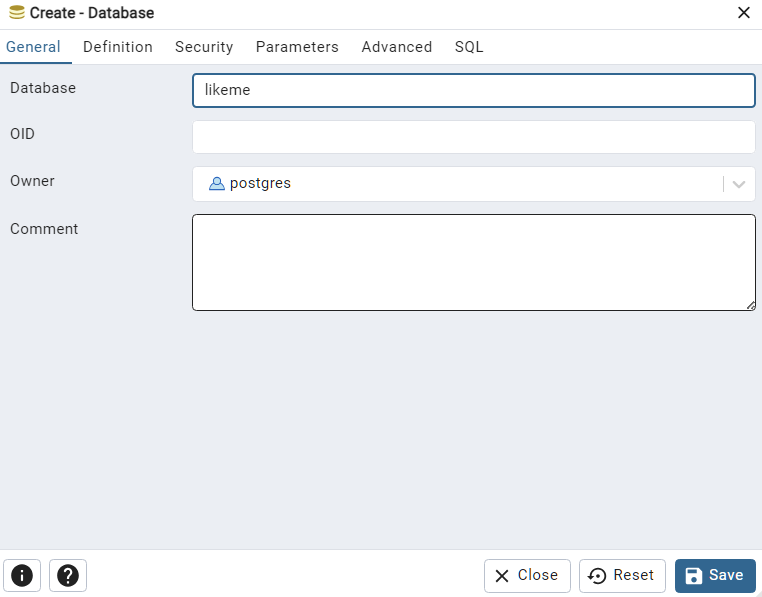 Create - Database
General Definition Security Parameters Advanced SQL
Database likeme
OID
Owner postgres
Comment
Close Reset Save